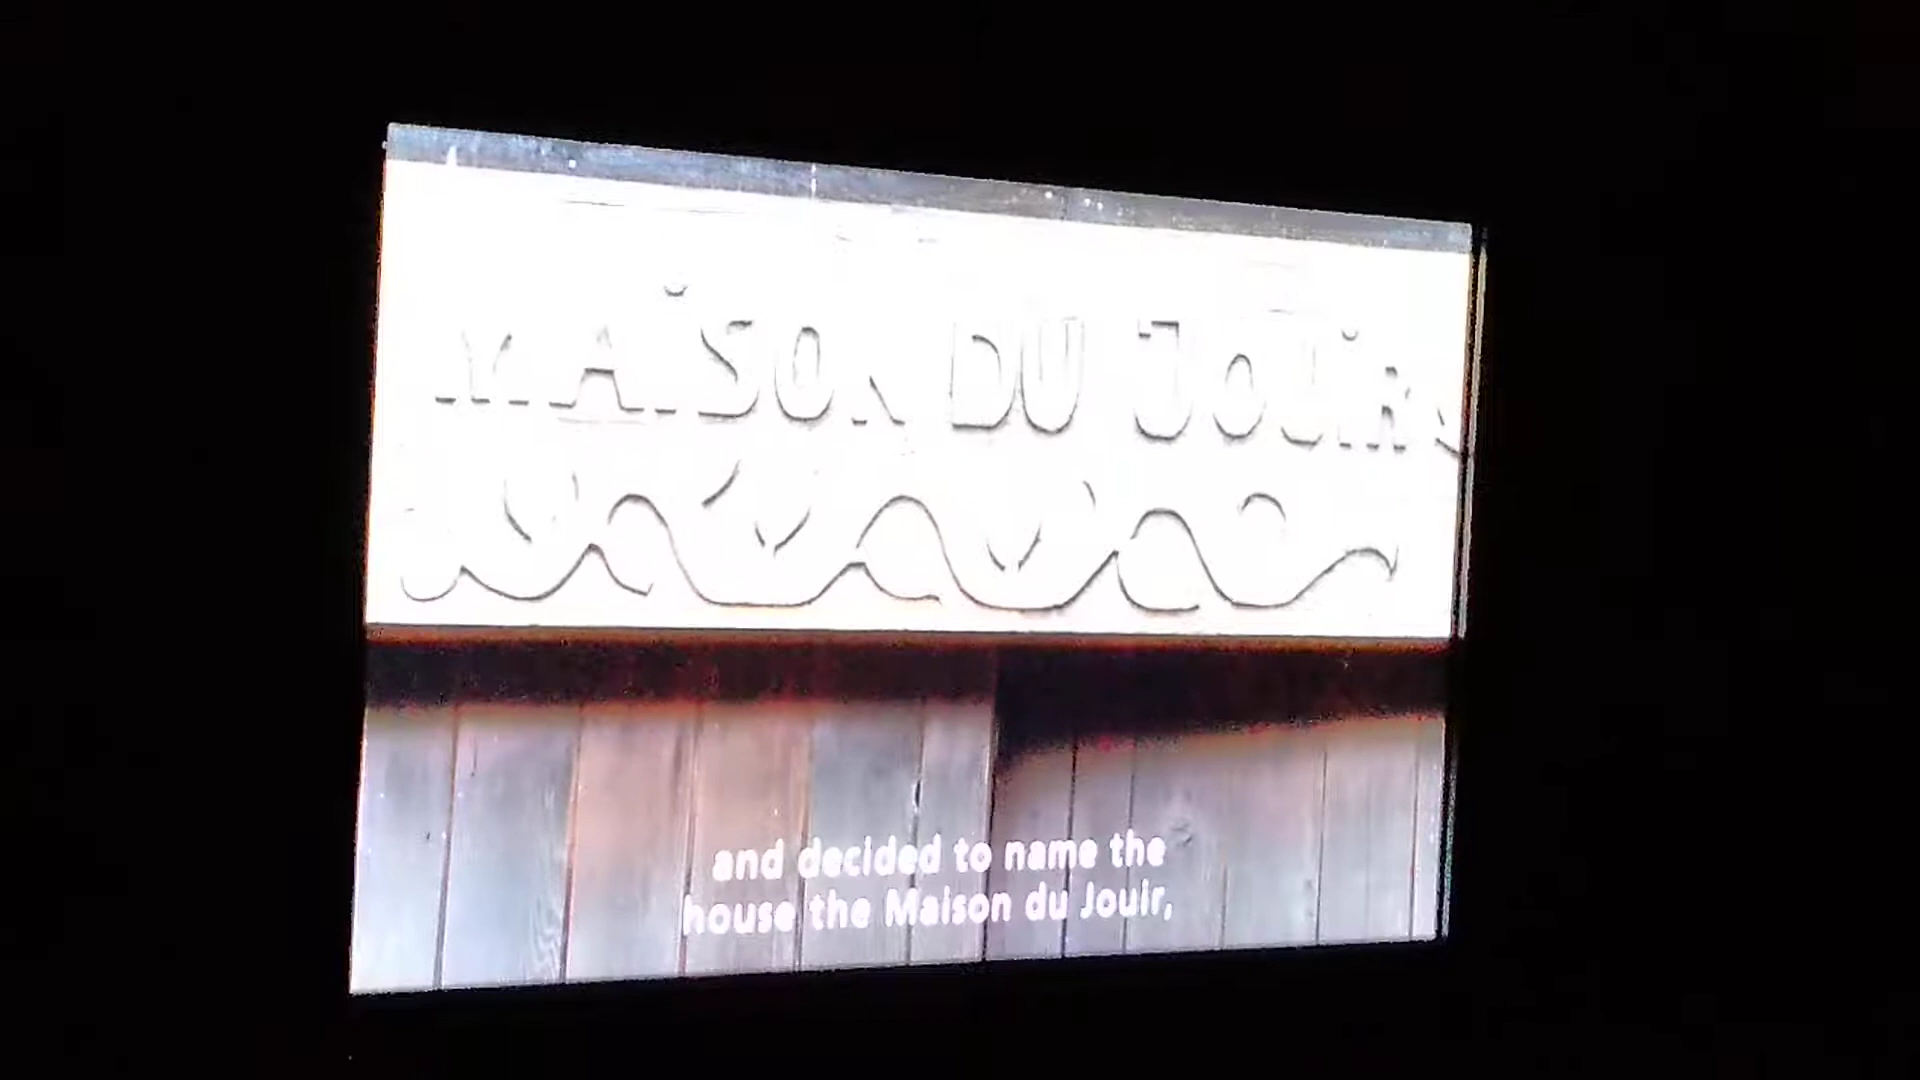 MAISON DU JOUIR
and decided to name the
house the Maison du Jouir,